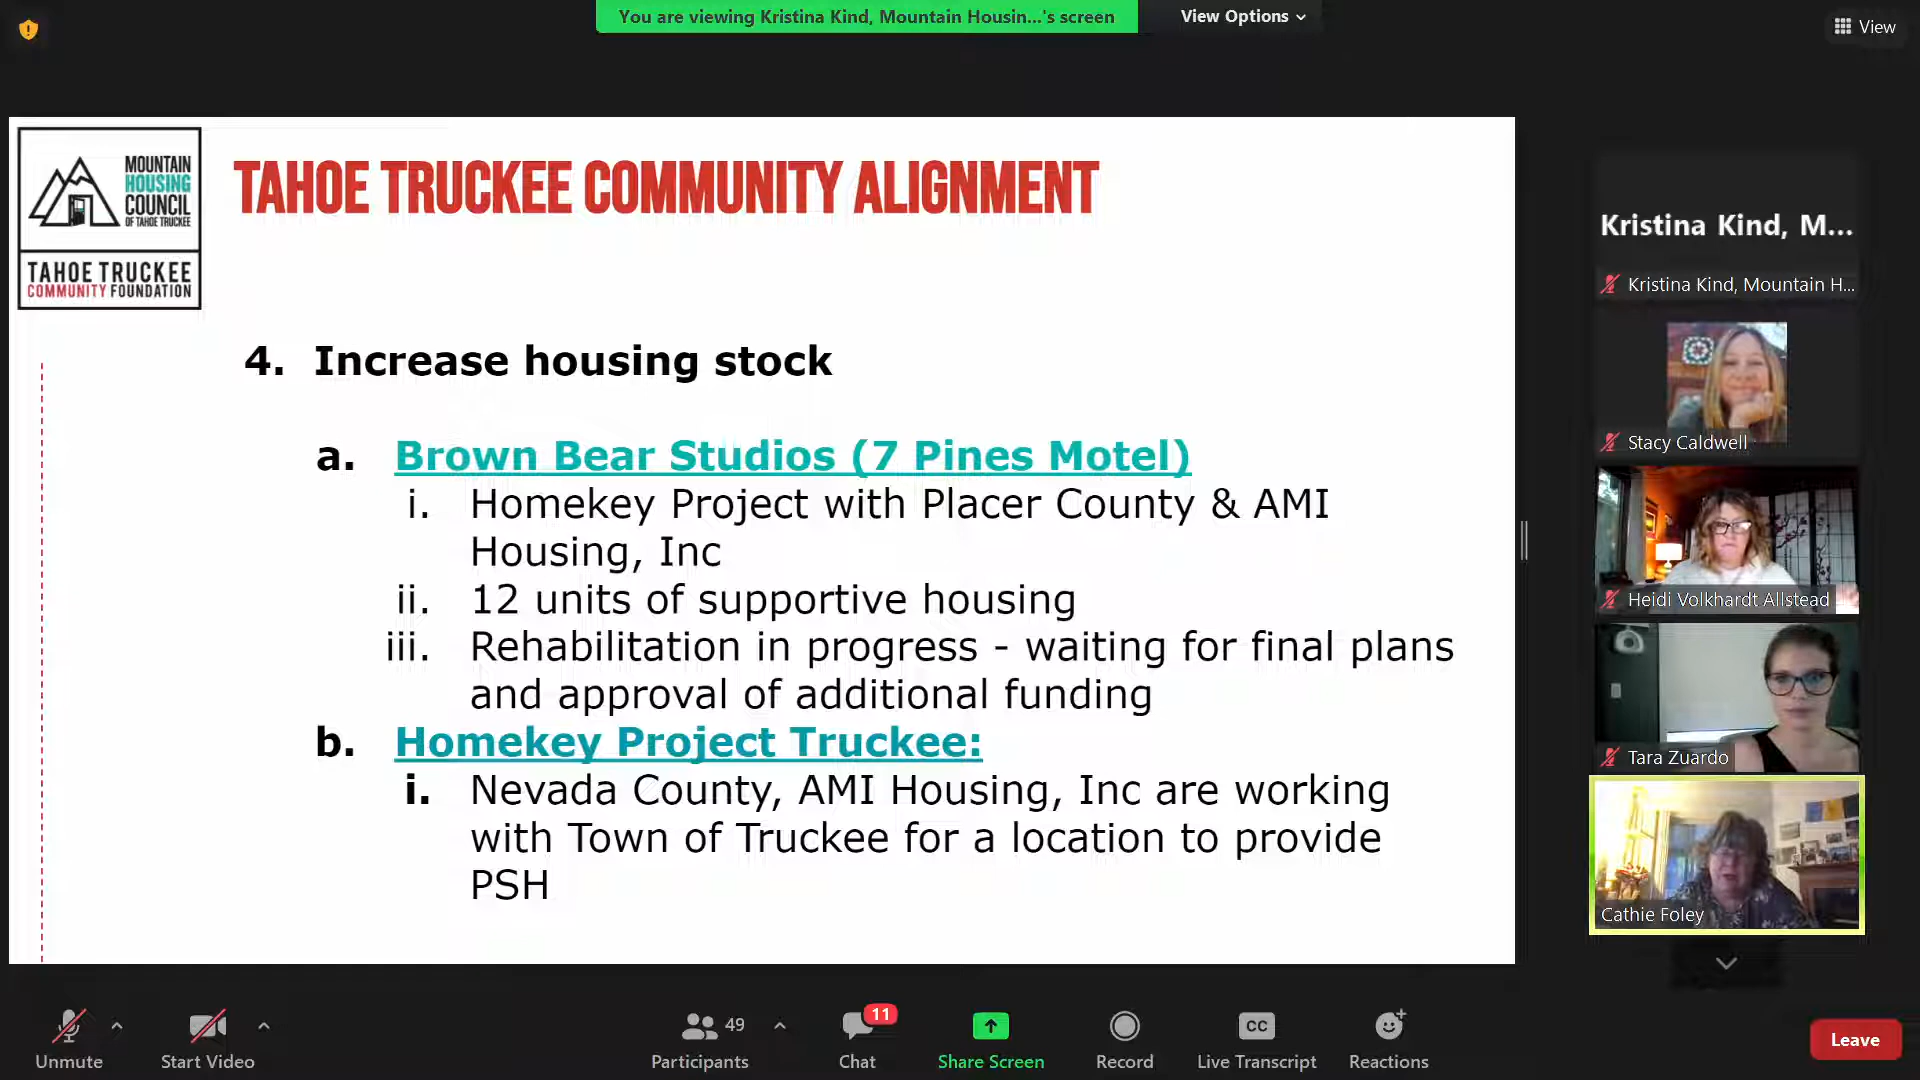 You are viewing Kristina Kind, Mountain Housin...'s screen
View Options
View
MOUNTAIN
HOUSING
COUNCIL
OF TAHOE TRUCKEE
TAHOE TRUCKEE
COMMUNITY FOUNDATION
TAHOE TRUCKEE COMMUNITY ALIGNMENT
4. Increase housing stock
a. Brown Bear Studios (7 Pines Motel)
i. Homekey Project with Placer County & AMI
Housing, Inc
ii. 12 units of supportive housing
iii. Rehabilitation in progress - waiting for final plans
and approval of additional funding
b. Homekey Project Truckee:
i. Nevada County, AMI Housing, Inc are working
with Town of Truckee for a location to provide
PSH
Kristina Kind, M...
Kristina Kind, Mountain H...
Stacy Caldwell
Heidi Volkhardt Allstead
Tara Zuardo
Cathie Foley
Unmute
Start Video
49
Participants
11
Chat
Share Screen
Record
CC
Live Transcript
Reactions
Leave